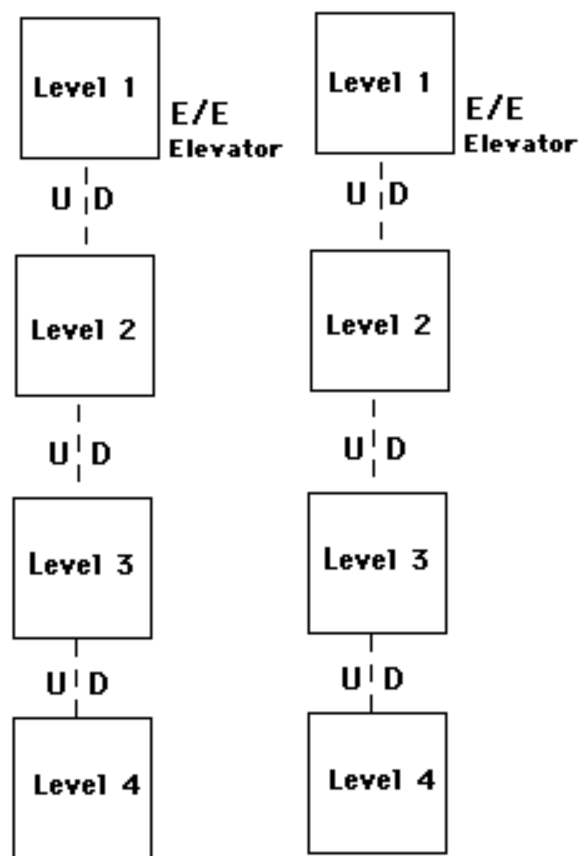 Level 1
E/E
Elevator
U D
Level 2
U D
Level 3
U D
Level 4
Level 1
E/E
Elevator
U D
Level 2
U D
Level 3
U D
Level 4